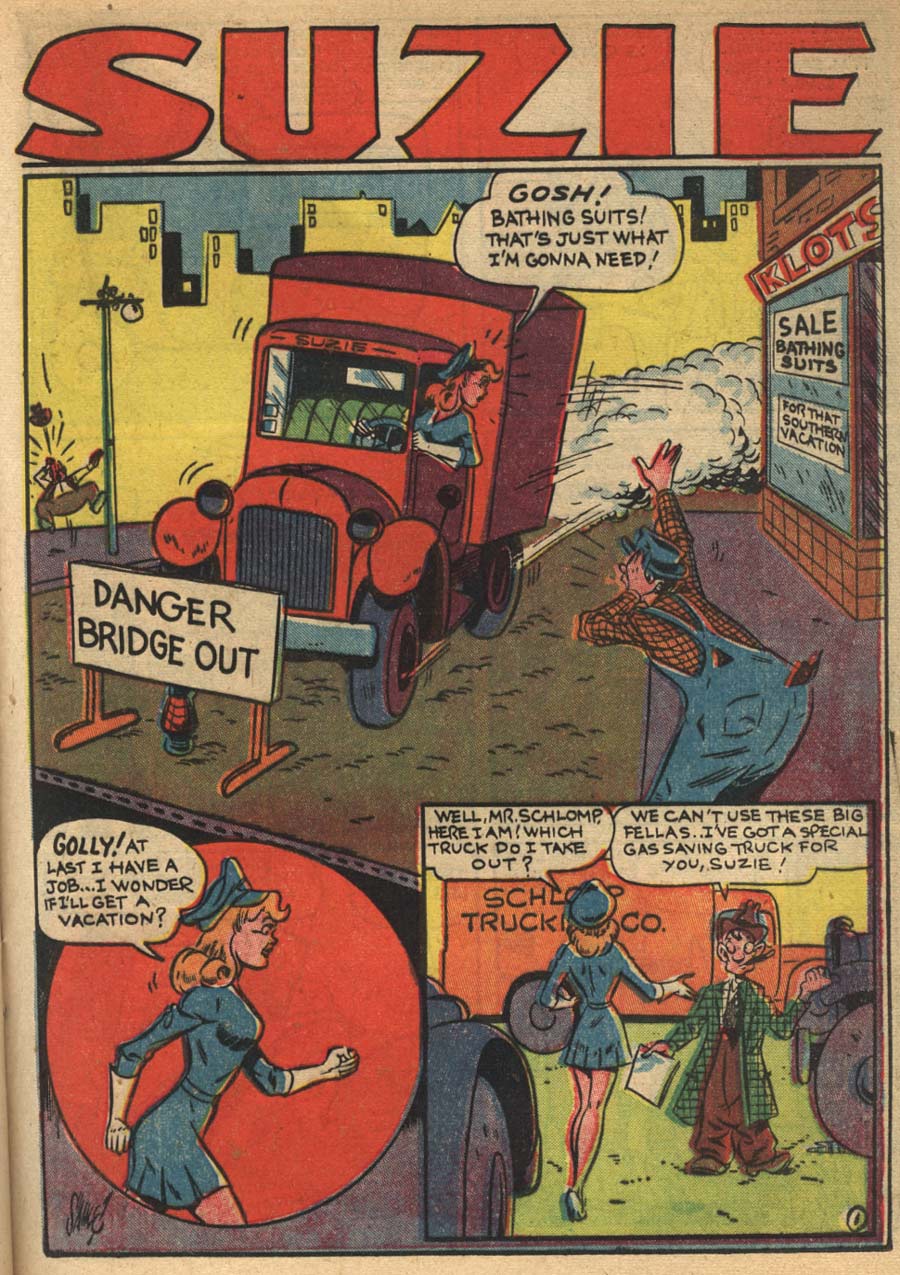 SUZIE
GOSH!
BATHING SUITS!
THAT'S JUST WHAT
I'M GONNA NEED!
KLOTS
SALE
BATHING
SUITS
FOR THAT
SOUTHERN
VACATION
SUZIE
DANGER
BRIDGE OUT
GOLLY! AT
LAST I HAVE A
JOB...I WONDER
IF I'LL GET A
VACATION?
WELL, MR. SCHLOMP,
HERE I AM! WHICH
TRUCK DO I TAKE
OUT?
WE CAN'T USE THESE BIG
FELLAS..I'VE GOT A SPECIAL
GAS SAVING TRUCK FOR
YOU, SUZIE!
CO.
1